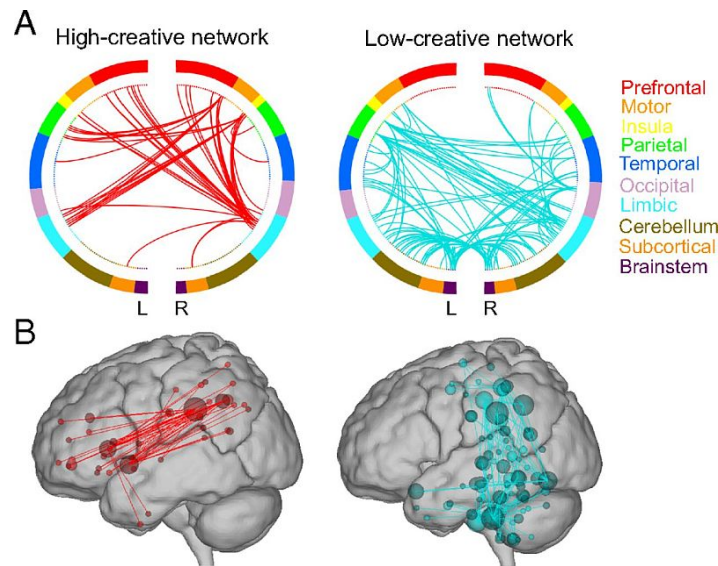 A
High-creative network
Low-creative network
Prefrontal
Motor
Insula
Parietal
Temporal
Occipital
Limbic
Cerebellum
Subcortical
Brainstem
L R
L R
B